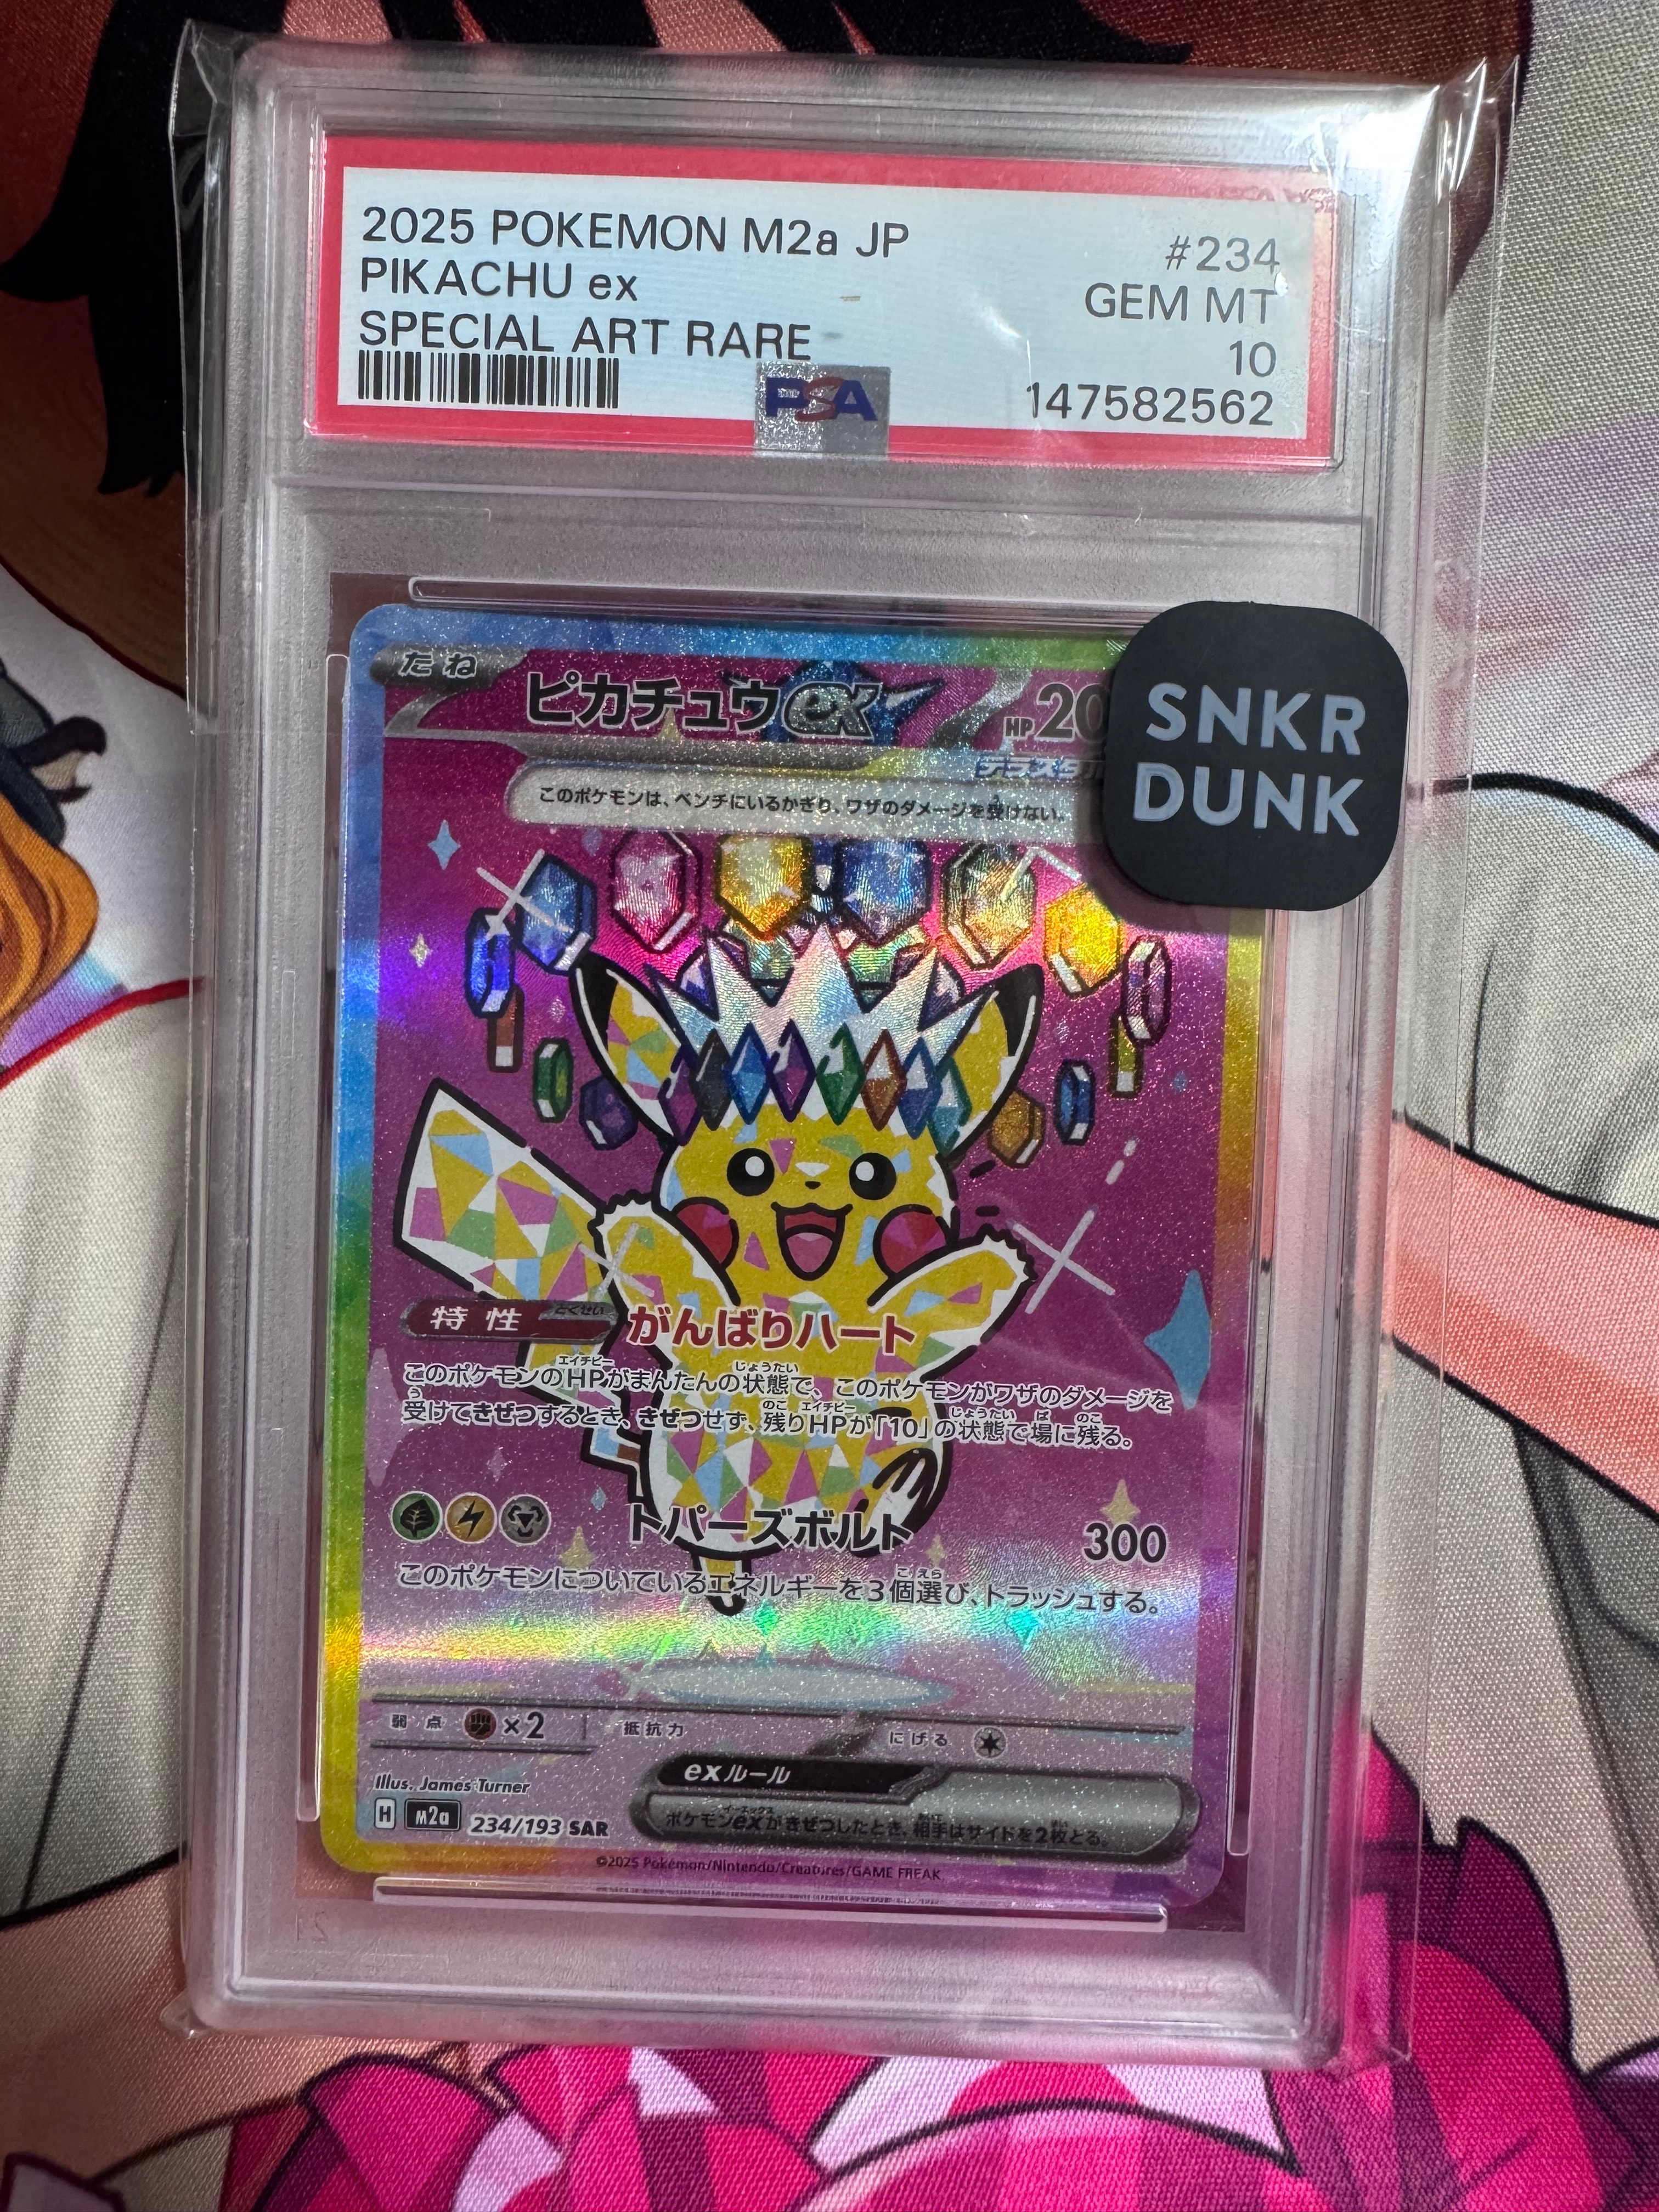 2025 POKEMON M2a JP
#234
PIKACHU ex
GEM MT
SPECIAL ART RARE
10
PSA
147582562
SNKR
DUNK
たね
ピカチュウex
HP 20
このポケモンは、ベンチにいるかぎり、ワザのダメージを受けない。
特性
とくせい
がんばりハート
このポケモンのHPがまんたんの状態で、このポケモンがワザのダメージを
受けてきぜつするとき、きぜつせず、残りHPが「10」の状態で場に残る。
トパーズボルト
300
このポケモンについているエネルギーを3個選び、トラッシュする。
弱点
×2
抵抗力
にげる
Illus. James Turner
exルール
ポケモンexがきぜつしたとき、相手はサイドを2枚とる。
H m2a 234/193 SAR
©2025 Pokémon/Nintendo/Creatures/GAME FREAK